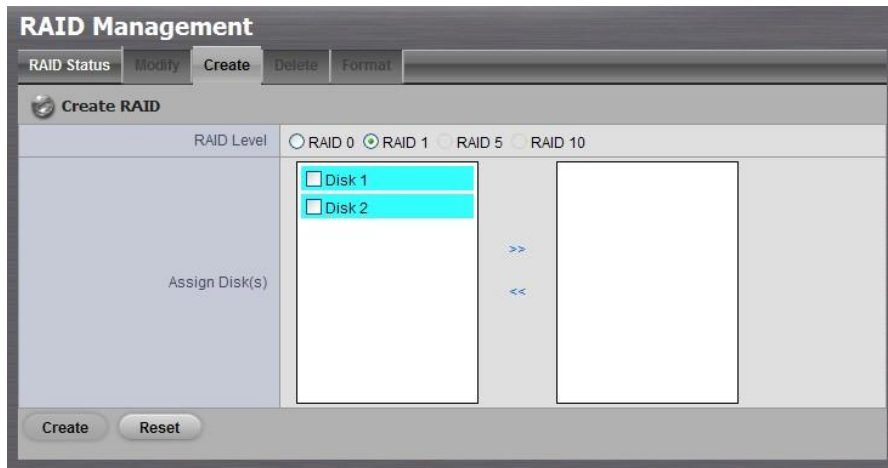 RAID Management
RAID Status Modify Create Delete Format
Create RAID
RAID Level RAID 0 RAID 1 RAID 5 RAID 10
Disk 1
Disk 2
>>
Assign Disk(s)
<<
Create Reset